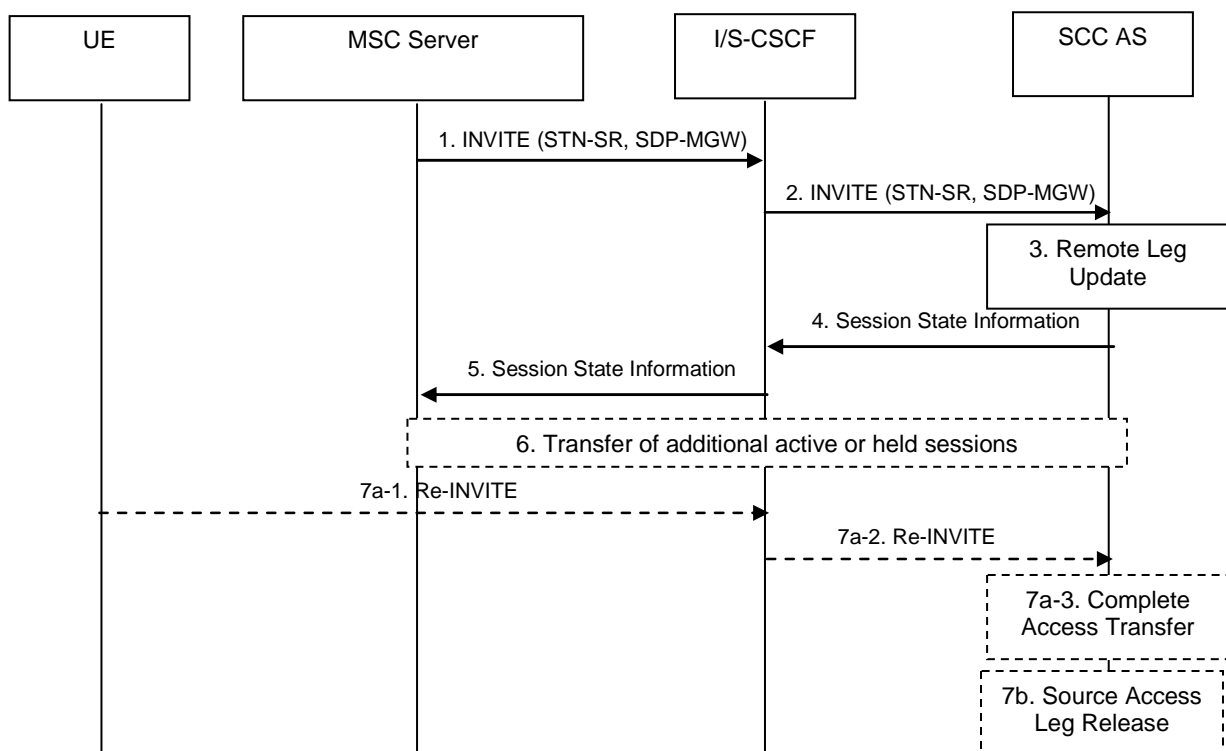 UE
MSC Server
I/S-CSCF
SCC AS
1. INVITE (STN-SR, SDP-MGW)
2. INVITE (STN-SR, SDP-MGW)
3. Remote Leg
Update
4. Session State Information
5. Session State Information
6. Transfer of additional active or held sessions
7a-1. Re-INVITE
7a-2. Re-INVITE
7a-3. Complete
Access Transfer
7b. Source Access
Leg Release